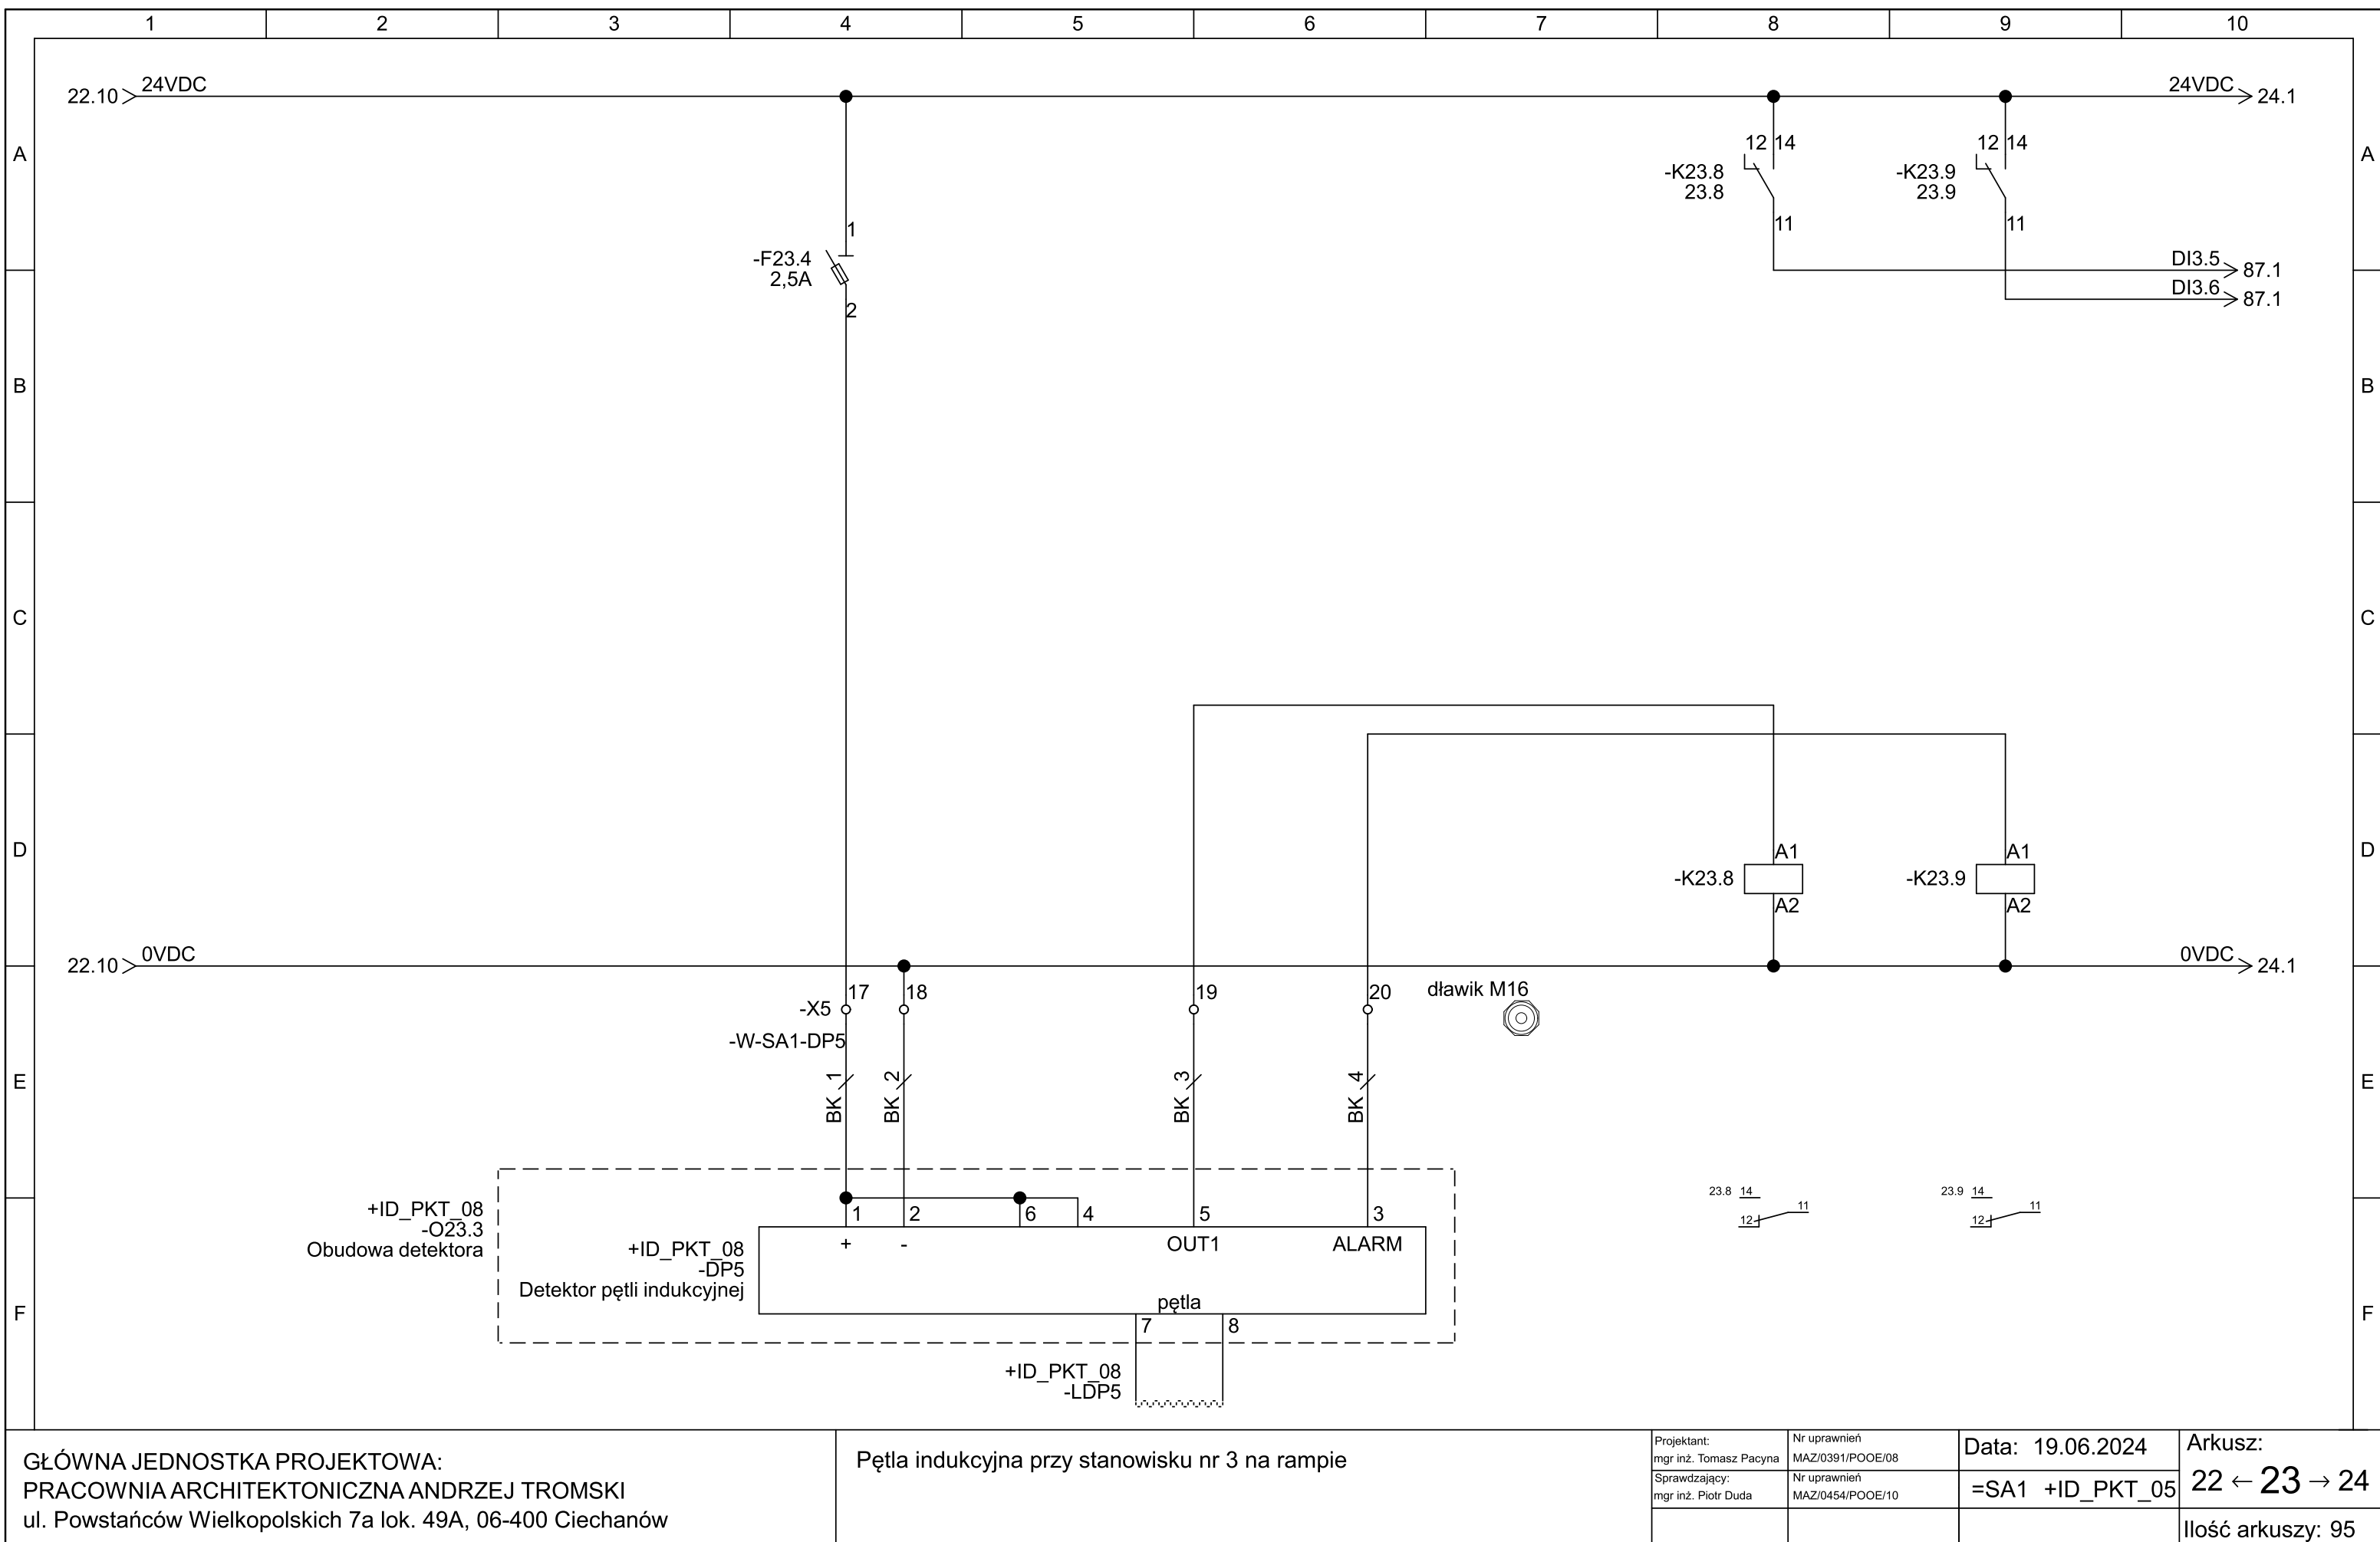 1 2 3 4 5 6 7 8 9 10
22.10 24VDC 24VDC 24.1
A 12 14 12 14 A
-K23.8 -K23.9
23.8 23.9
1 11 11
-F23.4 DI3.5 87.1
2,5A DI3.6 87.1
2
B B
C C
D A1 A1 D
-K23.8 -K23.9
A2 A2
22.10 0VDC 0VDC 24.1
17 18 19 20 dławik M16
-X5
-W-SA1-DP5
E BK 1 BK 2 BK 3 BK 4 E
23.8 14 23.9 14
11 11
12 12
+ID_PKT_08 1 2 6 4 5 3
-O23.3
Obudowa detektora
+ID_PKT_08 + - OUT1 ALARM
-DP5
Detektor pętli indukcyjnej
pętla
F 7 8 F
+ID_PKT_08
-LDP5
GŁÓWNA JEDNOSTKA PROJEKTOWA:
PRACOWNIA ARCHITEKTONICZNA ANDRZEJ TROMSKI
ul. Powstańców Wielkopolskich 7a lok. 49A, 06-400 Ciechanów
Pętla indukcyjna przy stanowisku nr 3 na rampie
Projektant: Nr uprawnień
mgr inż. Tomasz Pacyna MAZ/0391/POOE/08
Sprawdzający: Nr uprawnień
mgr inż. Piotr Duda MAZ/0454/POOE/10
Data: 19.06.2024
=SA1 +ID_PKT_05
Arkusz:
22 ← 23 → 24
Ilość arkuszy: 95